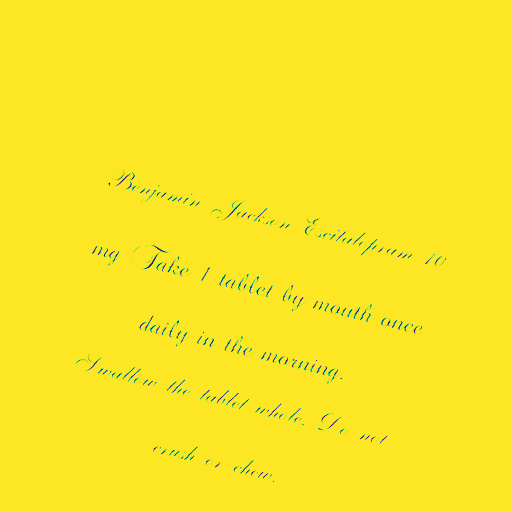 Benjamin Jackson Escitalopram 10
mg Take 1 tablet by mouth once
daily in the morning.
Swallow the tablet whole. Do not
crush or chew.